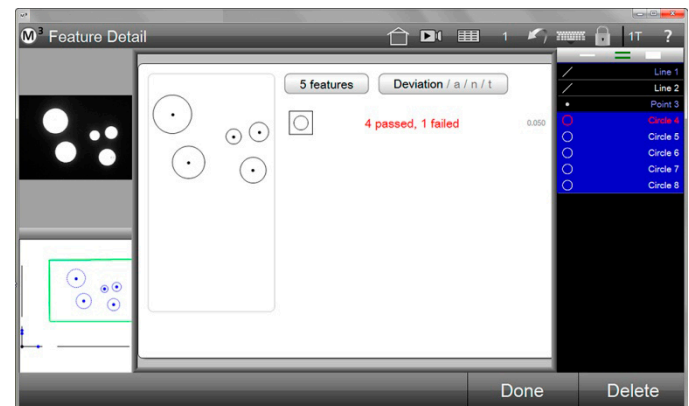 M3 Feature Detail
1
1T
?
5 features
Deviation / a / n / t
4 passed, 1 failed
0.050
Line 1
Line 2
Point 3
Circle 4
Circle 5
Circle 6
Circle 7
Circle 8
Done
Delete